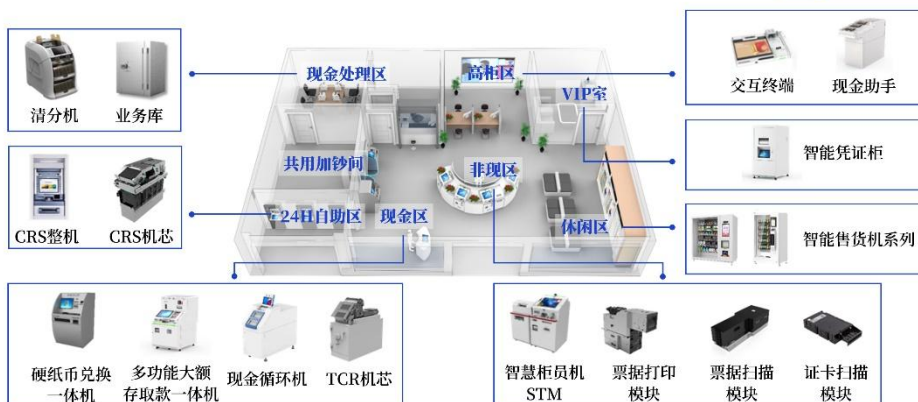 现金处理区
高柜区
VIP室
清分机
业务库
交互终端
现金助手
共用加钞间
非现区
智能凭证柜
24H自助区
现金区
休闲区
CRS整机
CRS机芯
智能售货机系列
硬纸币兑换
一体机
多功能大额
存取款一体机
现金循环机
TCR机芯
智慧柜员机
STM
票据打印
模块
票据扫描
模块
证卡扫描
模块